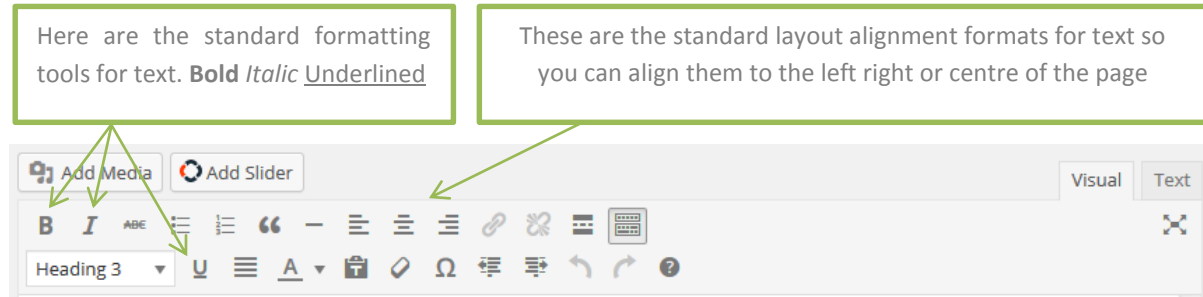 Here are the standard formatting
tools for text. Bold Italic Underlined
These are the standard layout alignment formats for text so
you can align them to the left right or centre of the page
Add Media Add Slider
Visual Text
B I ABC
Heading 3 U A Ω ?